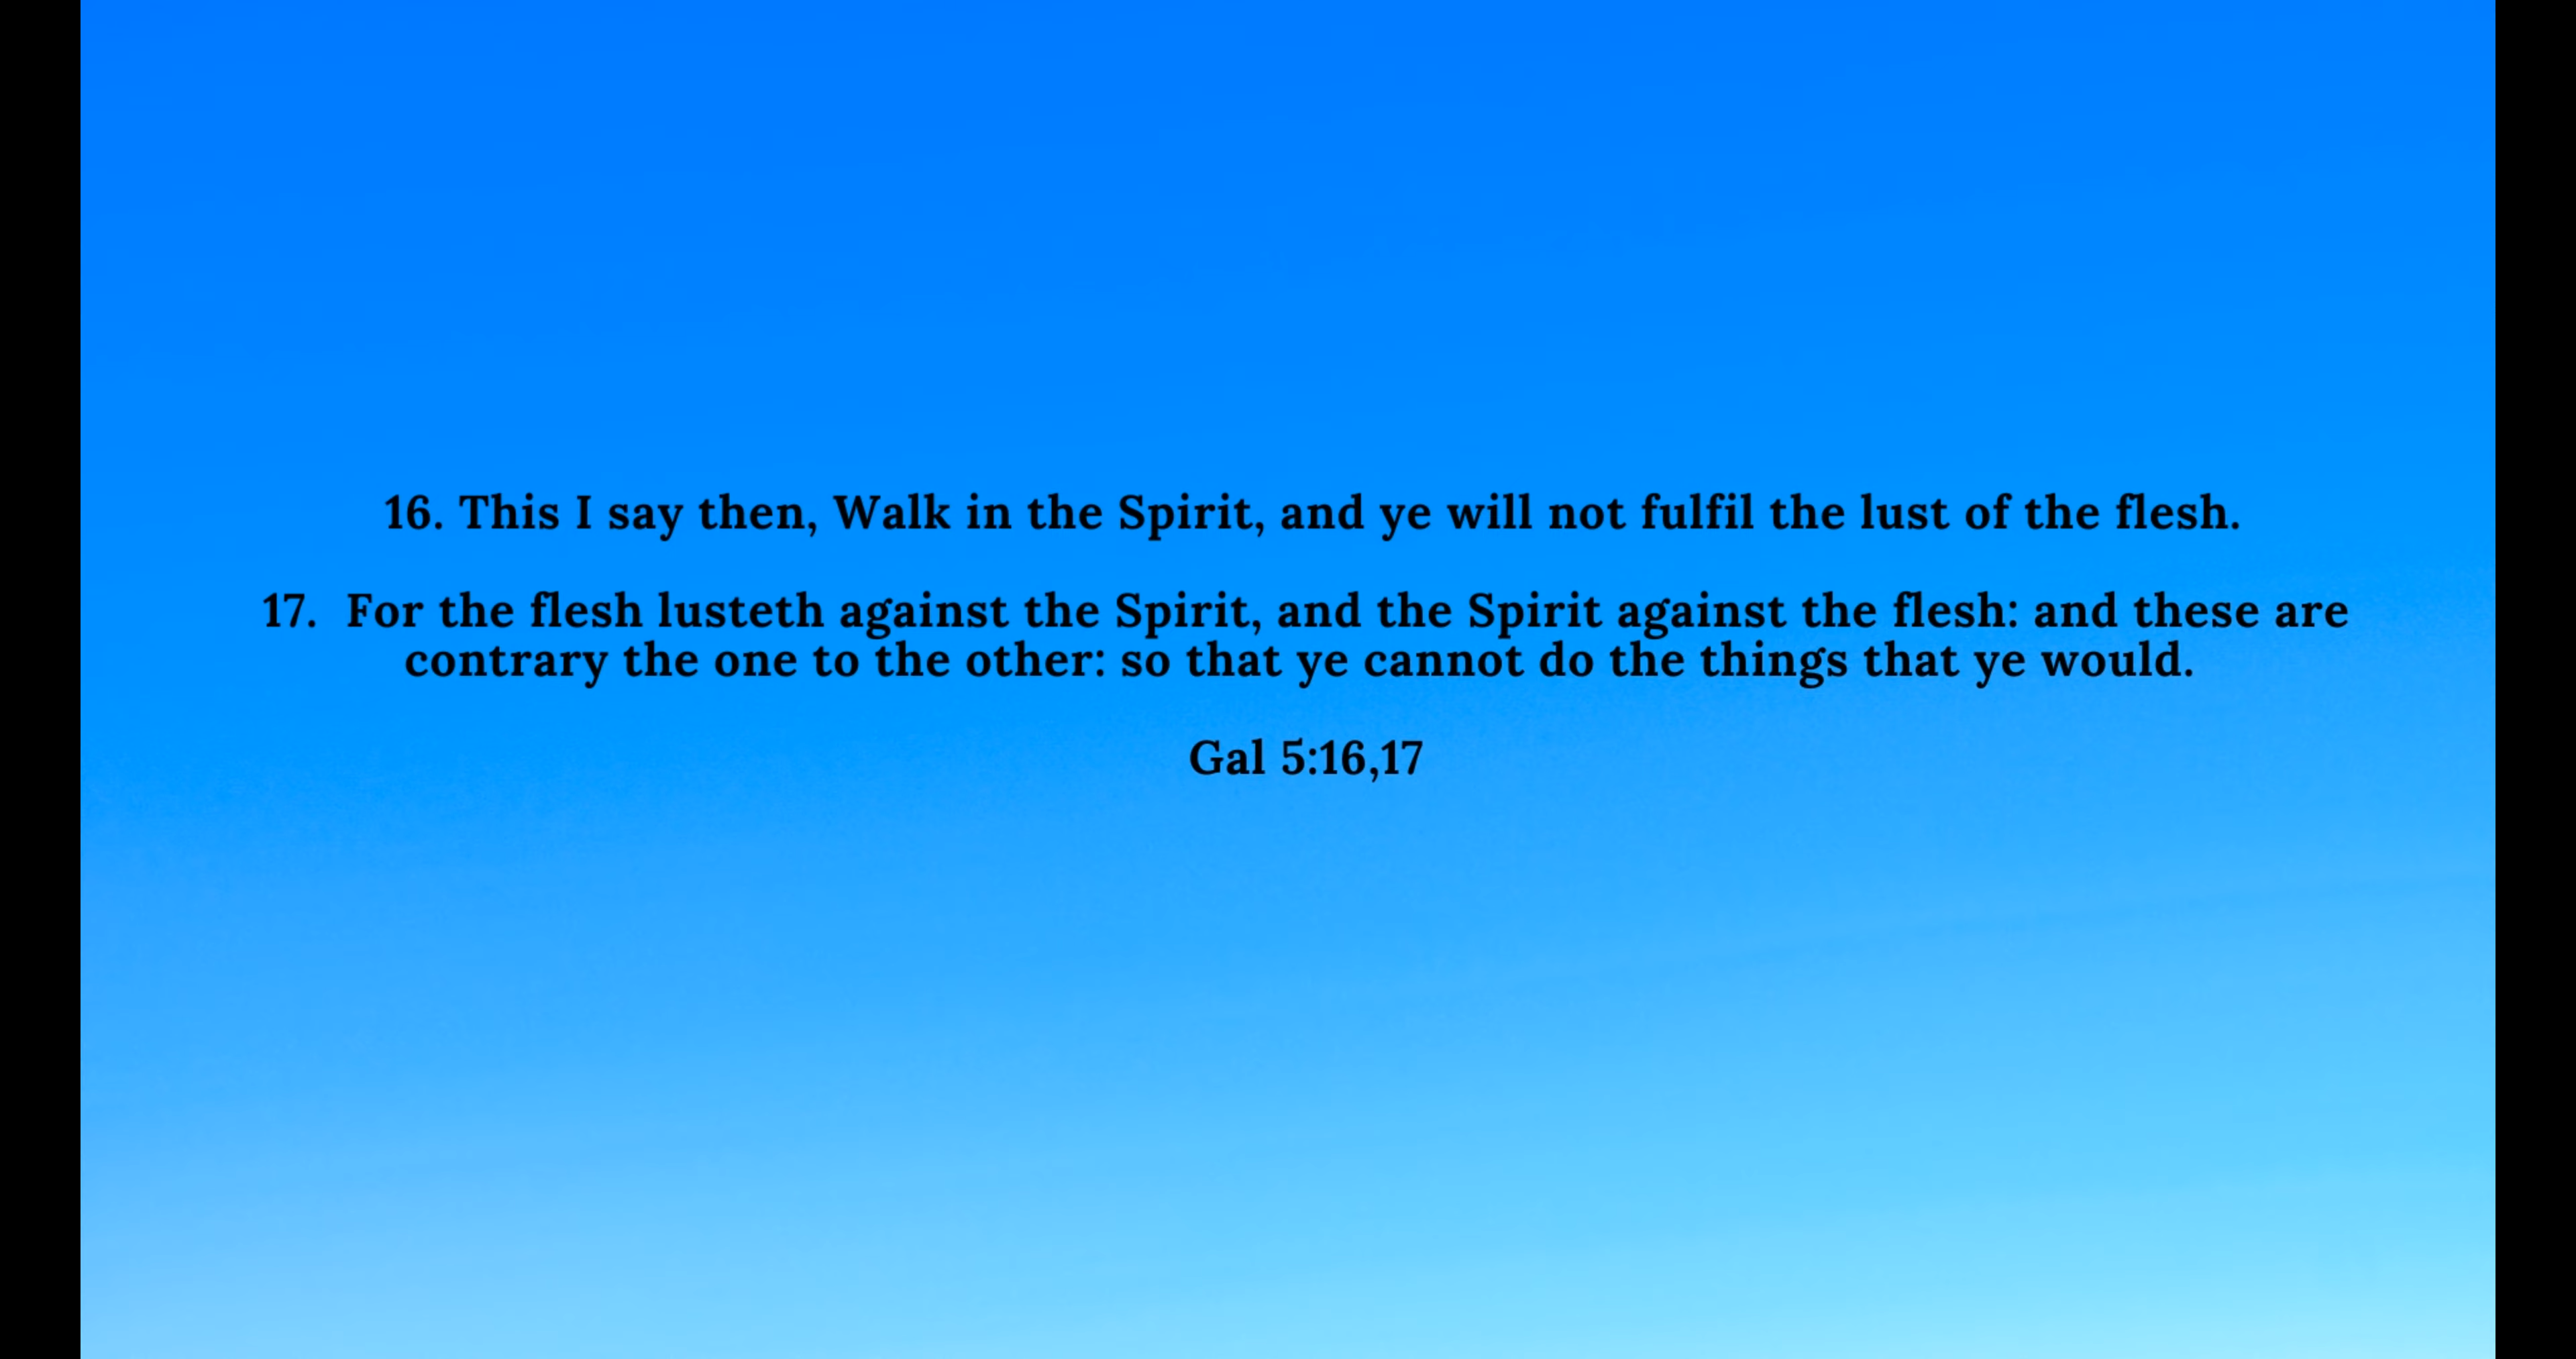 16. This I say then, Walk in the Spirit, and ye will not fulfil the lust of the flesh.
17. For the flesh lusteth against the Spirit, and the Spirit against the flesh: and these are
contrary the one to the other: so that ye cannot do the things that ye would.
Gal 5:16,17